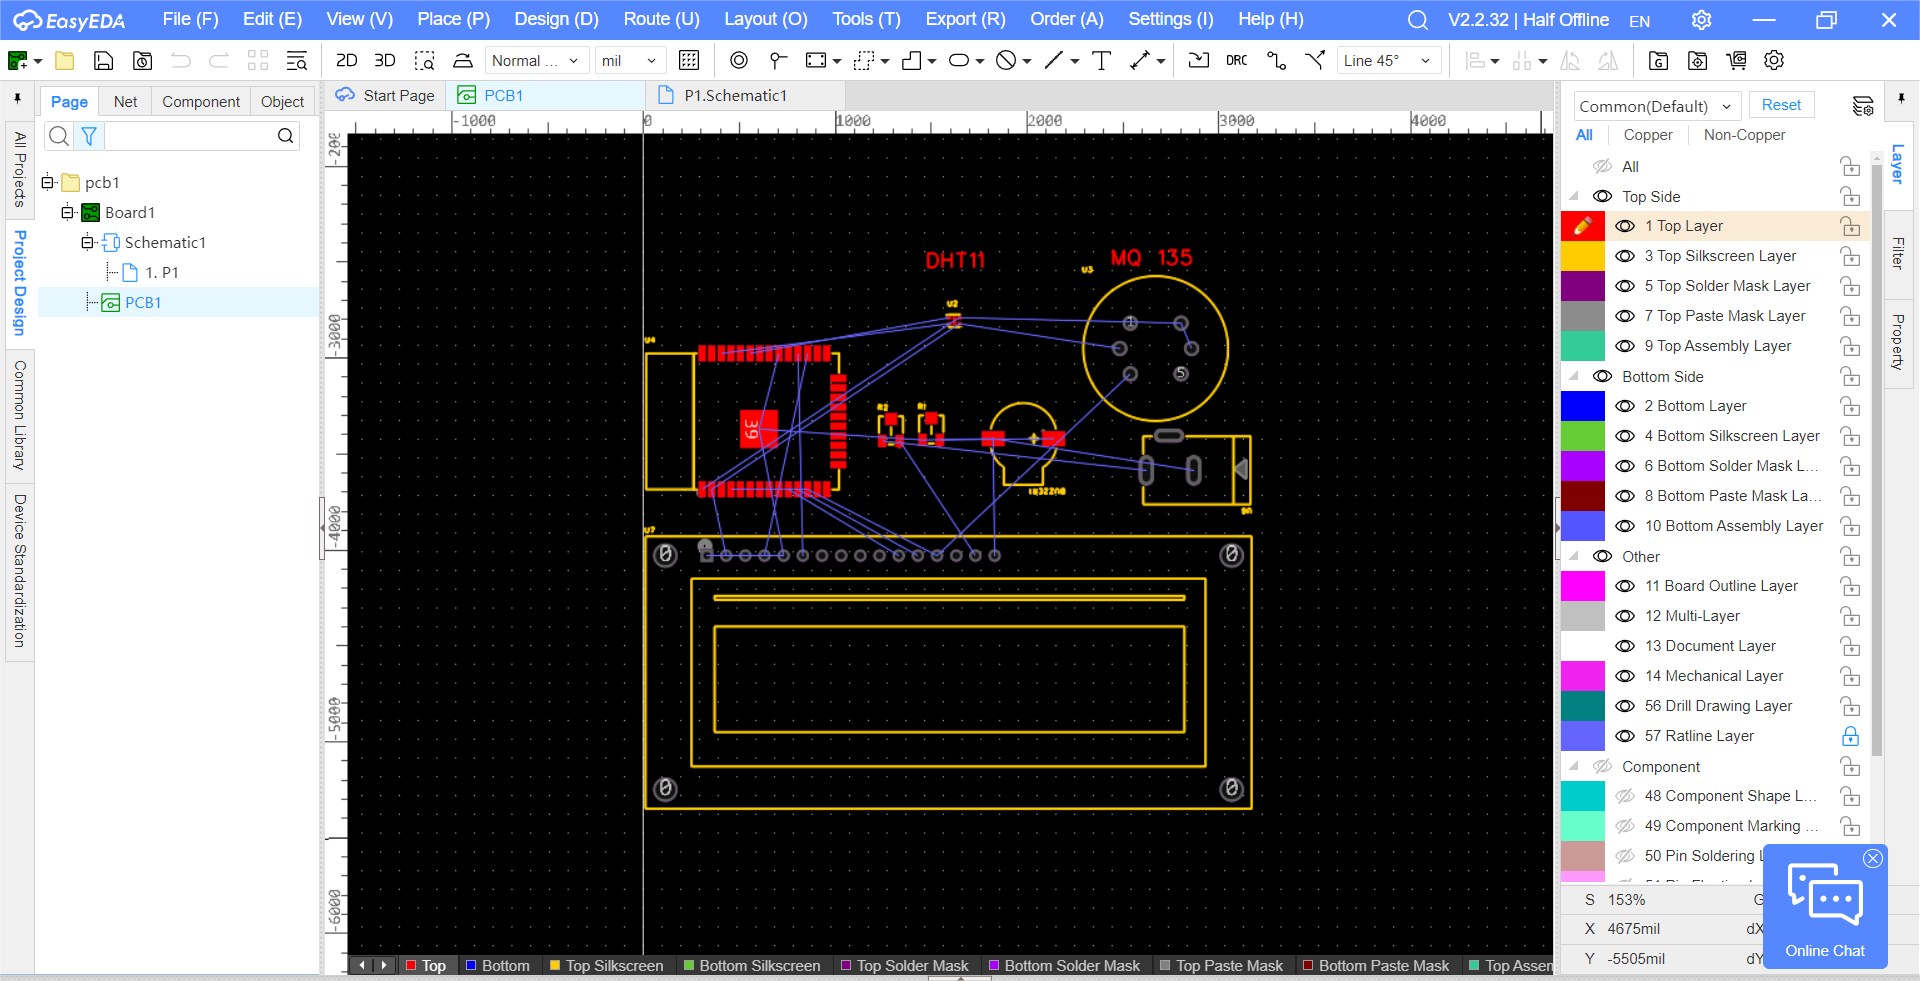 EasyEDA File (F) Edit (E) View (V) Place (P) Design (D) Route (U) Layout (O) Tools (T) Export (R) Order (A) Settings (I) Help (H) V2.2.32 | Half Offline EN
2D 3D Normal ... mil DRC Line 45°
Page Net Component Object
Start Page PCB1 P1.Schematic1
All Projects
Project Design
Common Library
Device Standardization
pcb1
Board1
Schematic1
1. P1
PCB1
-1000 0 1000 2000 3000 4000
-200
-3000
-4000
-5000
-6000
DHT11
MQ 135
U3
U2
U4
1
5
39
R2 R1
BUZZER1
U7
0 0
0 0
Common(Default) Reset
All Copper Non-Copper
All
Top Side
1 Top Layer
3 Top Silkscreen Layer
5 Top Solder Mask Layer
7 Top Paste Mask Layer
9 Top Assembly Layer
Bottom Side
2 Bottom Layer
4 Bottom Silkscreen Layer
6 Bottom Solder Mask L...
8 Bottom Paste Mask La...
10 Bottom Assembly Layer
Other
11 Board Outline Layer
12 Multi-Layer
13 Document Layer
14 Mechanical Layer
56 Drill Drawing Layer
57 Ratline Layer
Component
48 Component Shape L...
49 Component Marking ...
50 Pin Soldering L
S 153% G
X 4675mil dX
Y -5505mil dY
Online Chat
Layer
Filter
Property
Top Bottom Top Silkscreen Bottom Silkscreen Top Solder Mask Bottom Solder Mask Top Paste Mask Bottom Paste Mask Top Assem